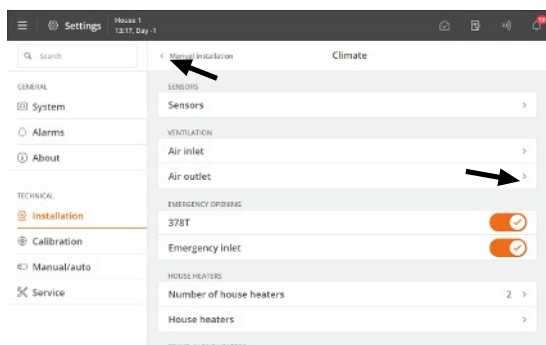 Settings
House 1
13:17, Day -1
Search
Manual installation
Climate
GENERAL
System
Alarms
About
TECHNICAL
Installation
Calibration
Manual/auto
Service
SENSORS
Sensors
VENTILATION
Air inlet
Air outlet
EMERGENCY OPENING
378T
Emergency inlet
HOUSE HEATERS
Number of house heaters 2
House heaters